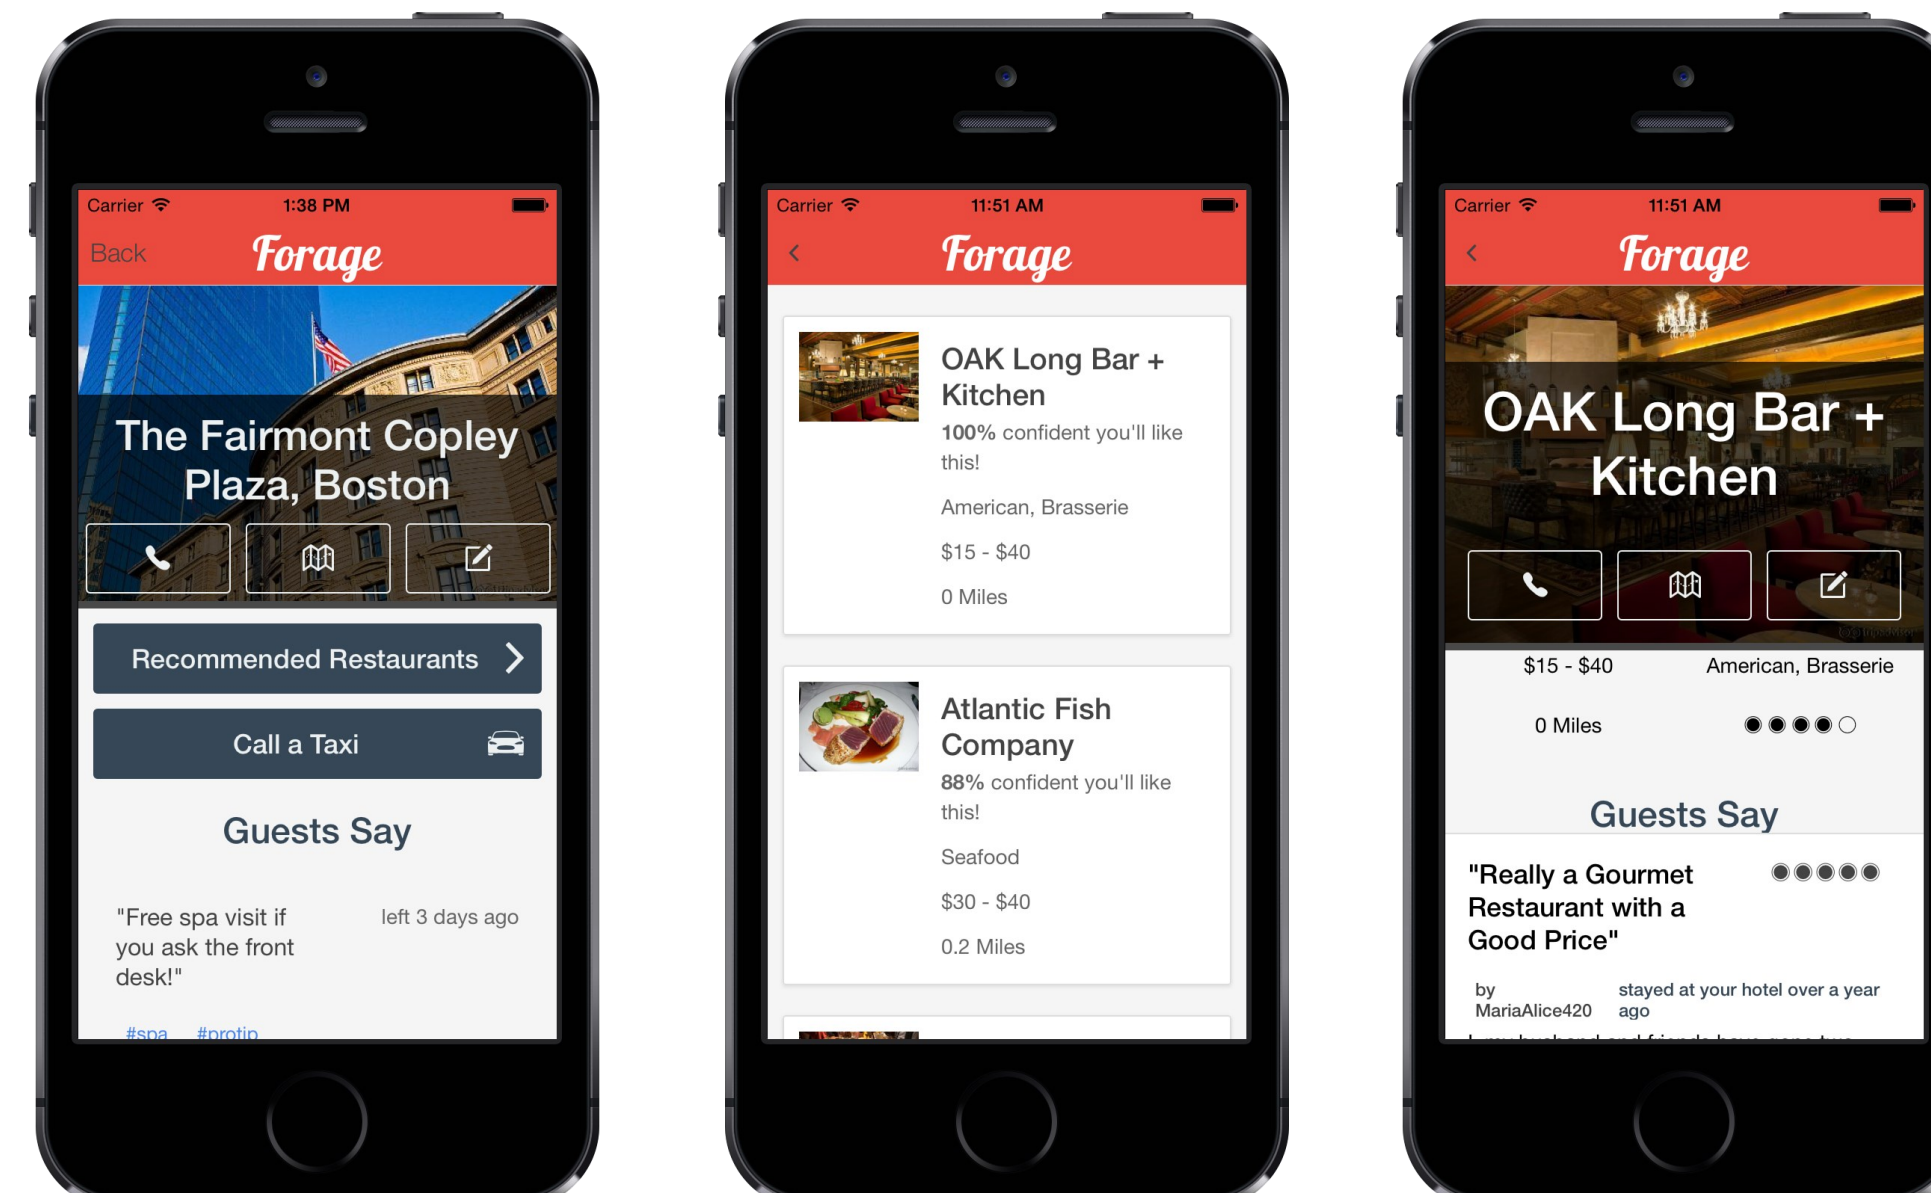 Carrier
1:38 PM
Back
Forage
The Fairmont Copley
Plaza, Boston
Recommended Restaurants
Call a Taxi
Guests Say
"Free spa visit if
you ask the front
desk!"
left 3 days ago
#spa #protip
Carrier
11:51 AM
Forage
OAK Long Bar +
Kitchen
100% confident you'll like
this!
American, Brasserie
$15 - $40
0 Miles
Atlantic Fish
Company
88% confident you'll like
this!
Seafood
$30 - $40
0.2 Miles
Carrier
11:51 AM
Forage
OAK Long Bar +
Kitchen
$15 - $40
American, Brasserie
0 Miles
Guests Say
"Really a Gourmet
Restaurant with a
Good Price"
by
MariaAlice420
stayed at your hotel over a year
ago